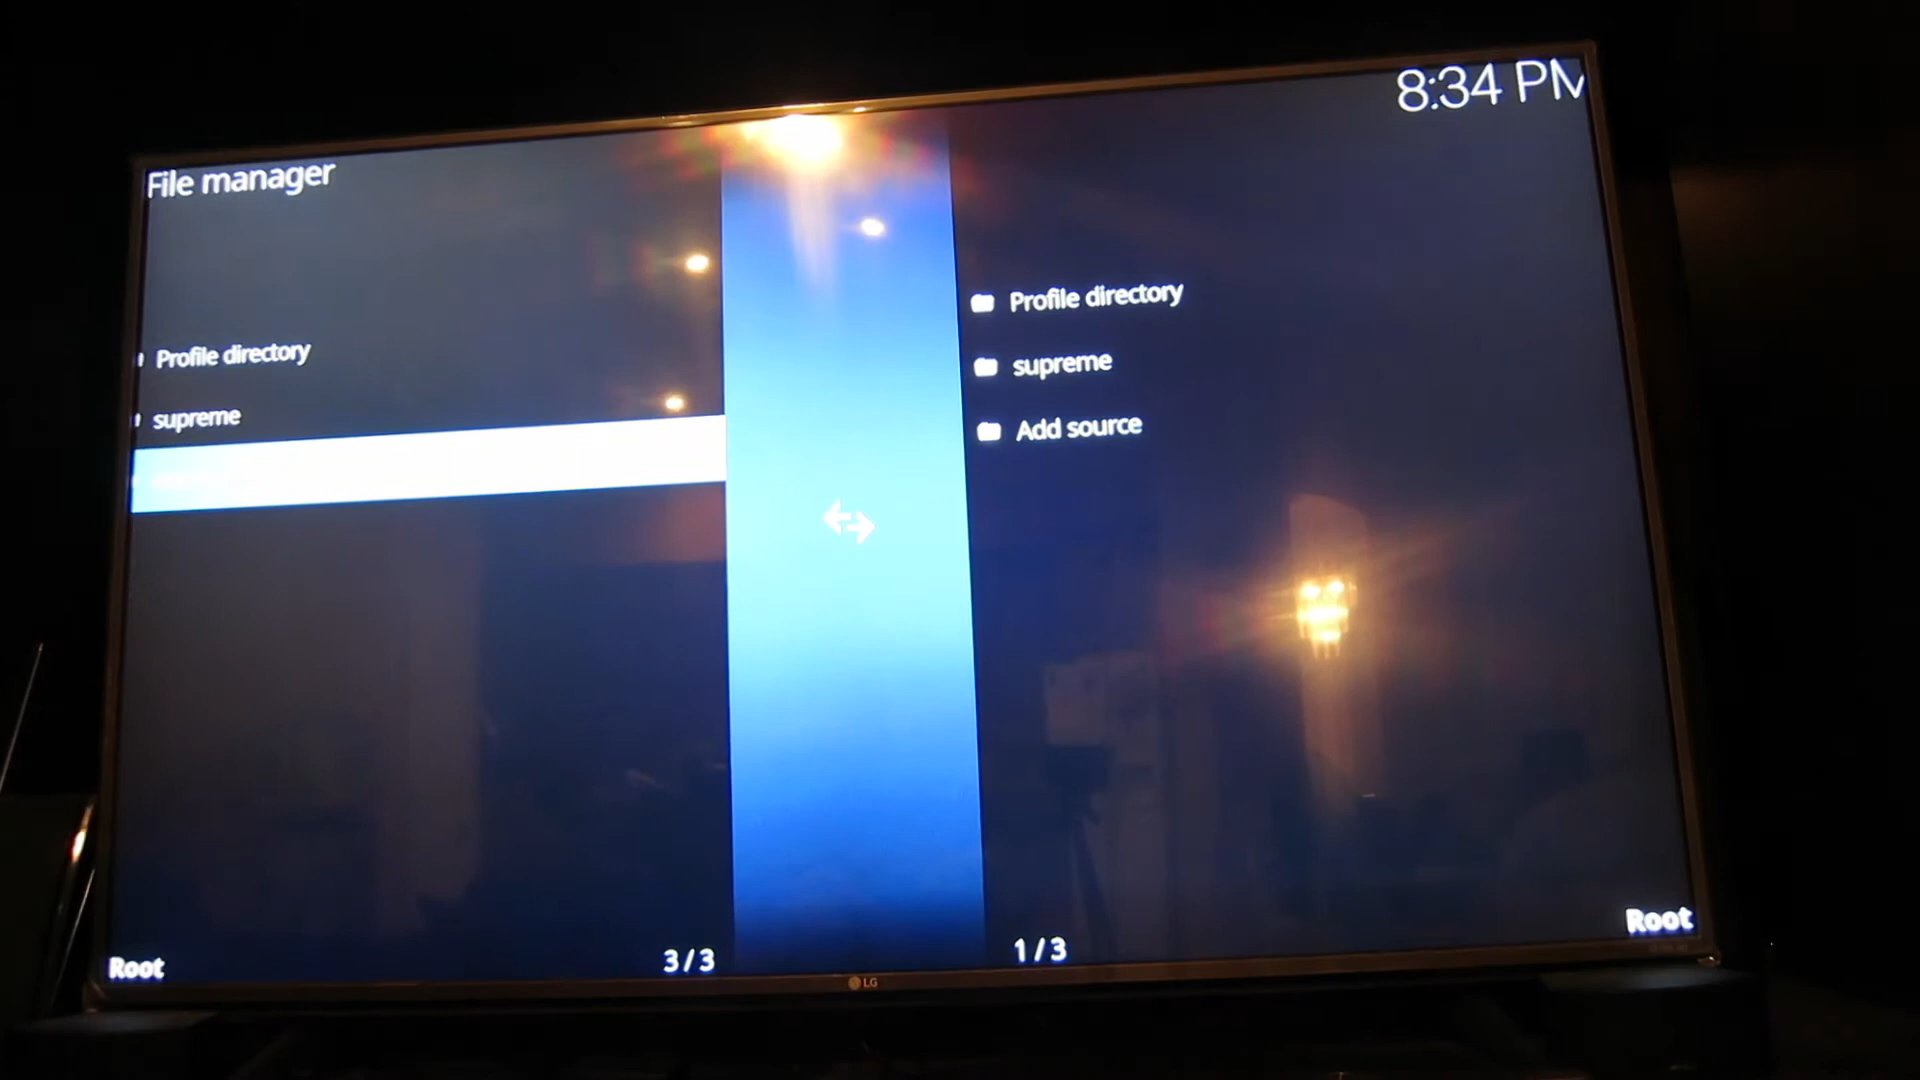 8:34 PM
File manager
Profile directory
supreme
Profile directory
supreme
Add source
Root
3/3
1/3
Root
LG